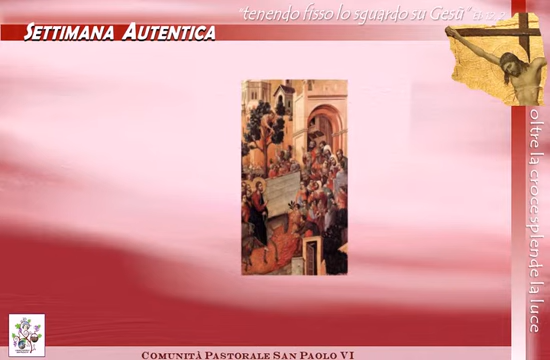 "tenendo fisso lo sguardo su Gesù"
SETTIMANA AUTENTICA
oltre la croce splende la luce
COMUNITÀ PASTORALE SAN PAOLO VI